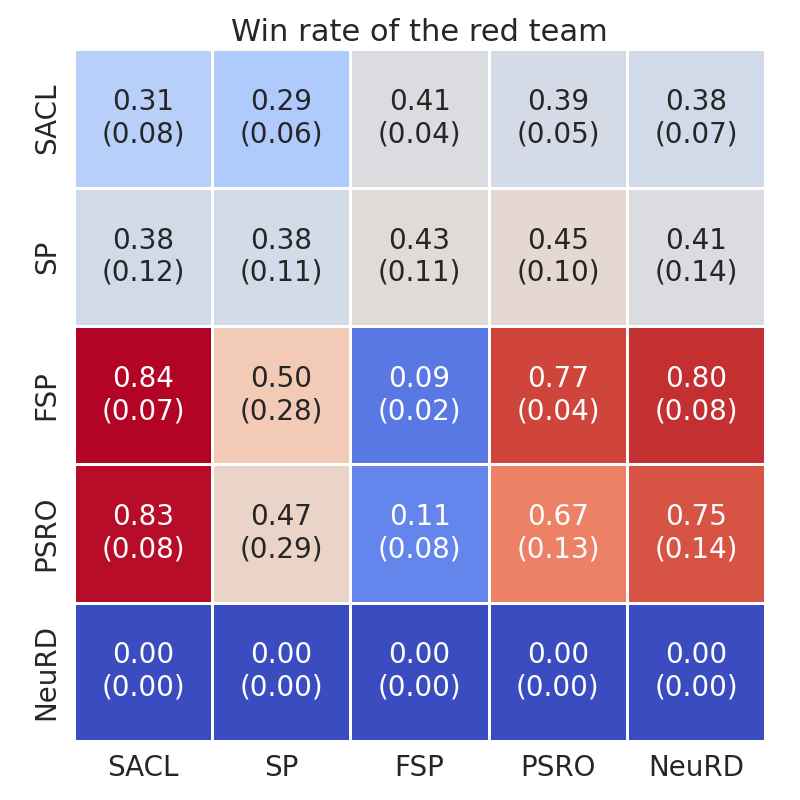 Win rate of the red team
SACL
0.31 0.29 0.41 0.39 0.38
(0.08) (0.06) (0.04) (0.05) (0.07)
SP
0.38 0.38 0.43 0.45 0.41
(0.12) (0.11) (0.11) (0.10) (0.14)
FSP
0.84 0.50 0.09 0.77 0.80
(0.07) (0.28) (0.02) (0.04) (0.08)
PSRO
0.83 0.47 0.11 0.67 0.75
(0.08) (0.29) (0.08) (0.13) (0.14)
NeuRD
0.00 0.00 0.00 0.00 0.00
(0.00) (0.00) (0.00) (0.00) (0.00)
SACL SP FSP PSRO NeuRD